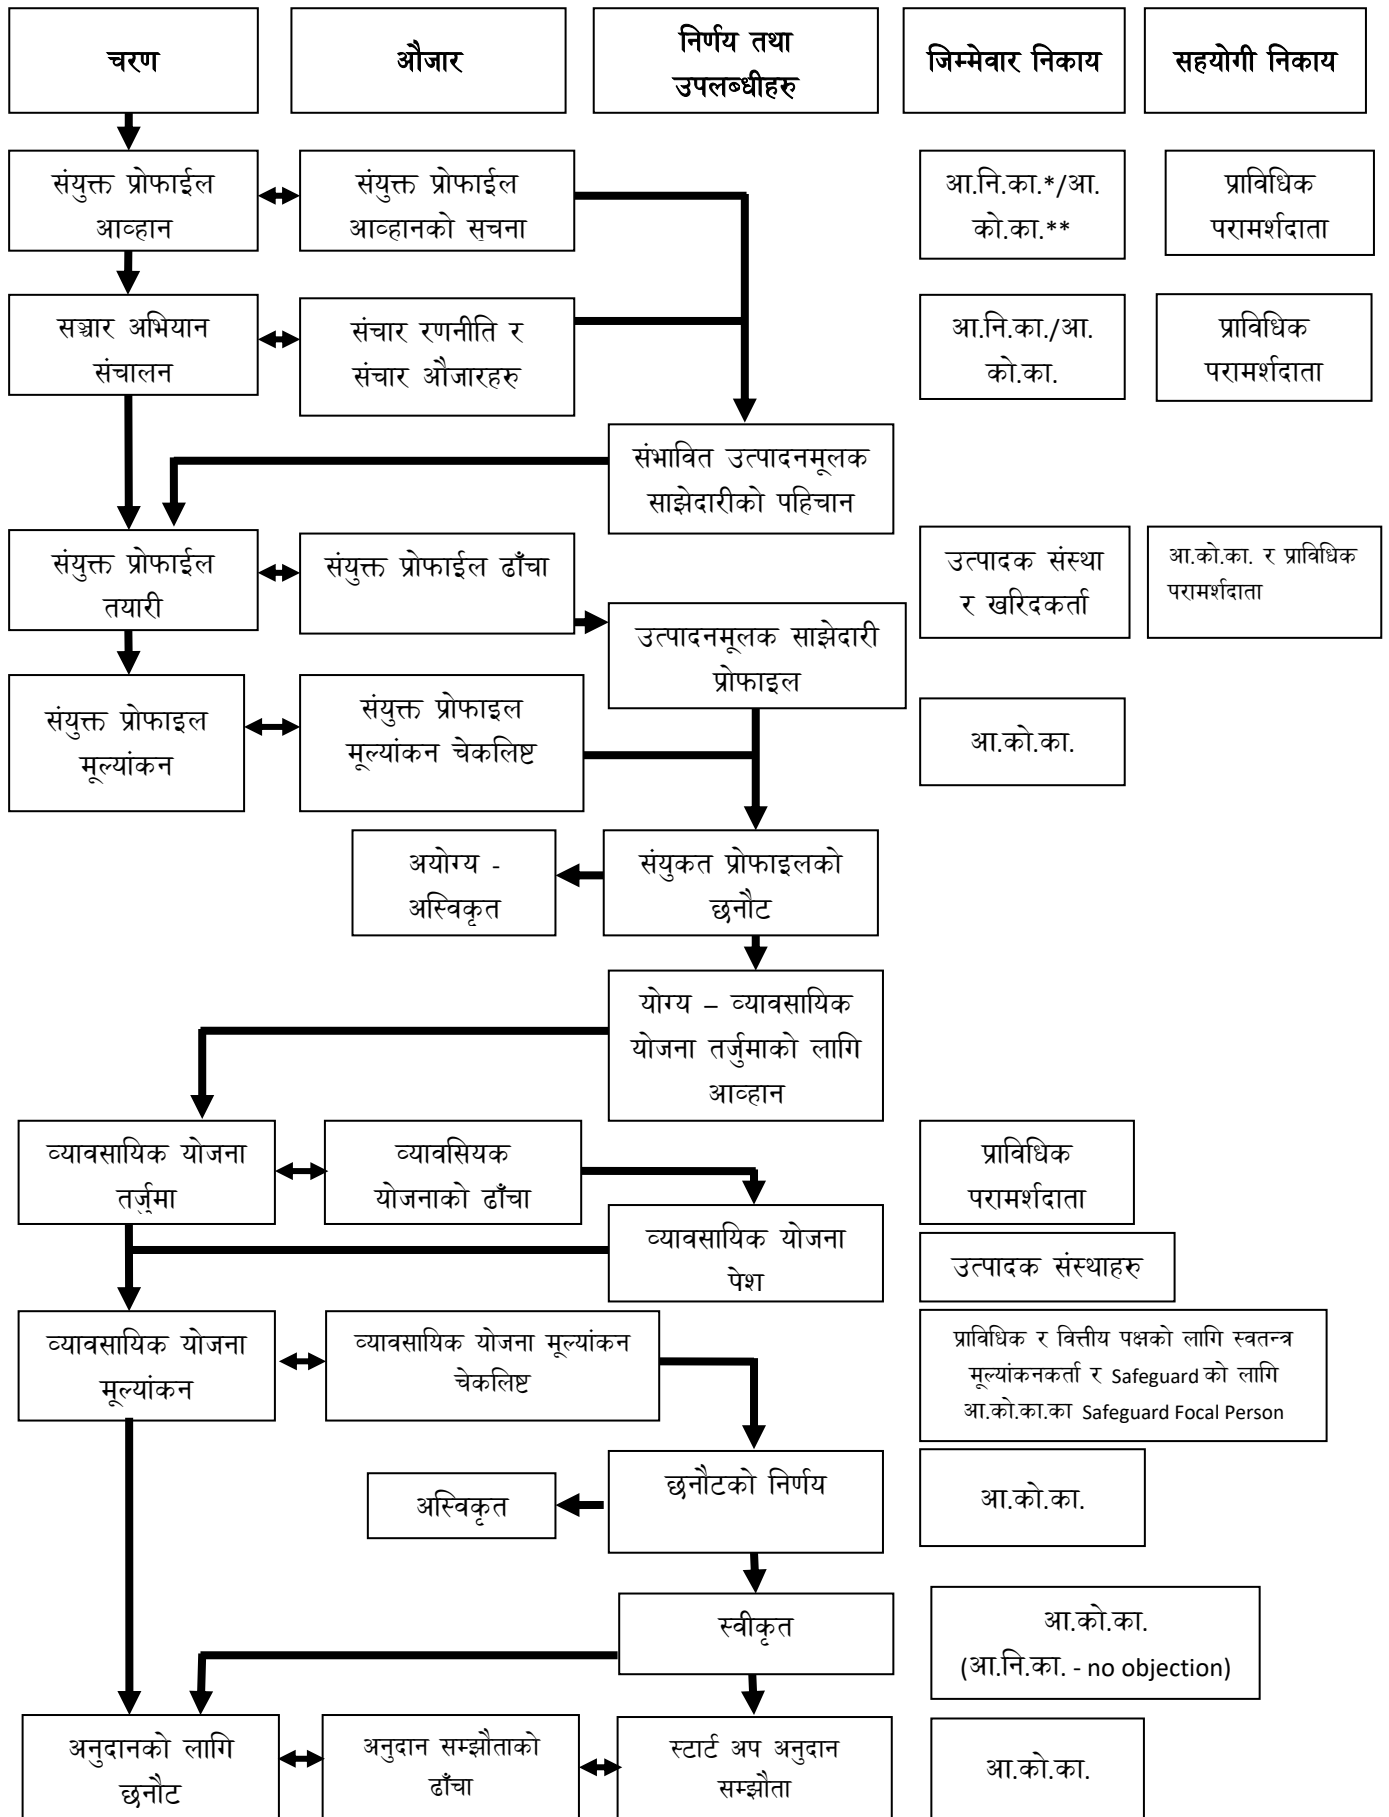 चरण
औजार
निर्णय तथा
उपलब्धीहरु
जिम्मेवार निकाय
सहयोगी निकाय
संयुक्त प्रोफाईल
आव्हान
संयुक्त प्रोफाईल
आव्हानको सूचना
आ.नि.का.*/आ.
को.का.**
प्राविधिक
परामर्शदाता
सञ्चार अभियान
संचालन
संचार रणनीति र
संचार औजारहरु
आ.नि.का./आ.
को.का.
प्राविधिक
परामर्शदाता
संभावित उत्पादनमूलक
साझेदारीको पहिचान
संयुक्त प्रोफाईल
तयारी
संयुक्त प्रोफाईल ढाँचा
उत्पादक संस्था
र खरिदकर्ता
आ.को.का. र प्राविधिक
परामर्शदाता
उत्पादनमूलक साझेदारी
प्रोफाइल
संयुक्त प्रोफाइल
मूल्यांकन
संयुक्त प्रोफाइल
मूल्यांकन चेकलिष्ट
आ.को.का.
अयोग्य -
अस्विकृत
संयुकत प्रोफाइलको
छनौट
योग्य – व्यावसायिक
योजना तर्जुमाको लागि
आव्हान
व्यावसायिक योजना
तर्जुमा
व्यावसियक
योजनाको ढाँचा
प्राविधिक
परामर्शदाता
व्यावसायिक योजना
पेश
उत्पादक संस्थाहरु
व्यावसायिक योजना
मूल्यांकन
व्यावसायिक योजना मूल्यांकन
चेकलिष्ट
प्राविधिक र वित्तीय पक्षको लागि स्वतन्त्र
मूल्यांकनकर्ता र Safeguard को लागि
आ.को.का.का Safeguard Focal Person
अस्विकृत
छनौटको निर्णय
आ.को.का.
स्वीकृत
आ.को.का.
(आ.नि.का. - no objection)
अनुदानको लागि
छनौट
अनुदान सम्झौताको
ढाँचा
स्टार्ट अप अनुदान
सम्झौता
आ.को.का.